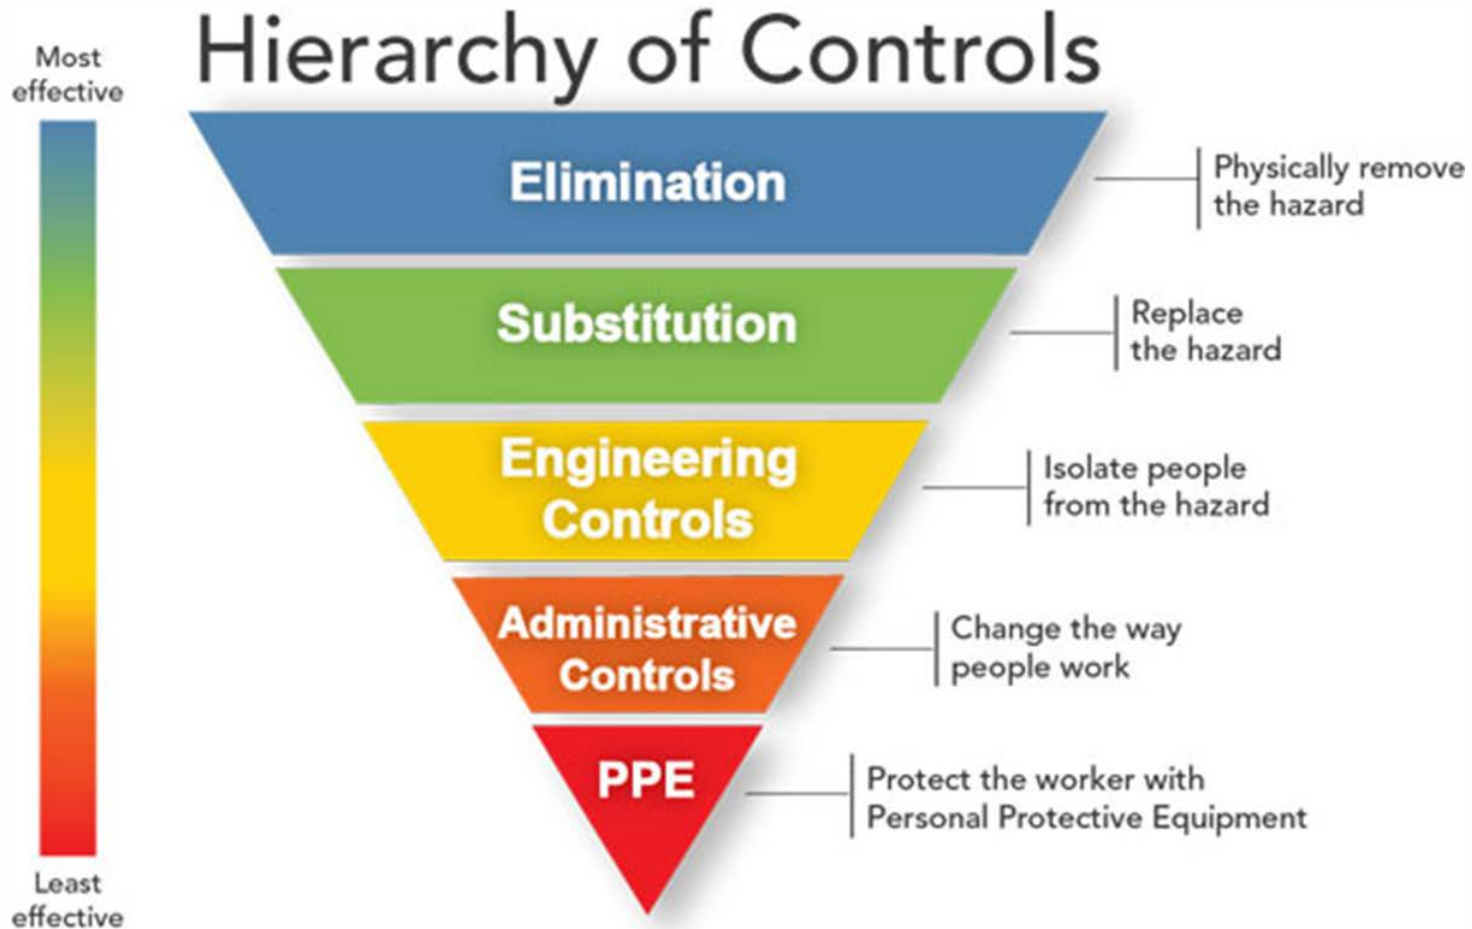 Hierarchy of Controls
Most
effective
Elimination
Physically remove
the hazard
Substitution
Replace
the hazard
Engineering
Controls
Isolate people
from the hazard
Administrative
Controls
Change the way
people work
PPE
Protect the worker with
Personal Protective Equipment
Least
effective